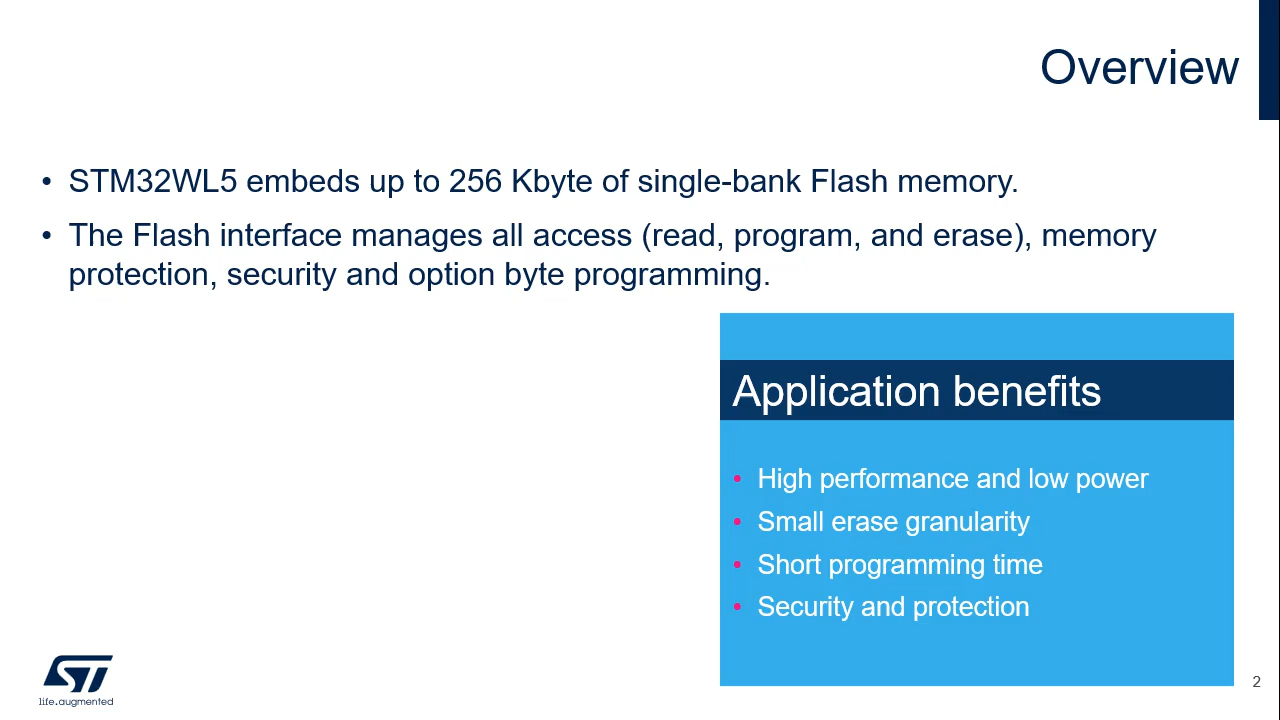 Overview
• STM32WL5 embeds up to 256 Kbyte of single-bank Flash memory.
• The Flash interface manages all access (read, program, and erase), memory
protection, security and option byte programming.
Application benefits
• High performance and low power
• Small erase granularity
• Short programming time
• Security and protection
ST
life.augmented
2